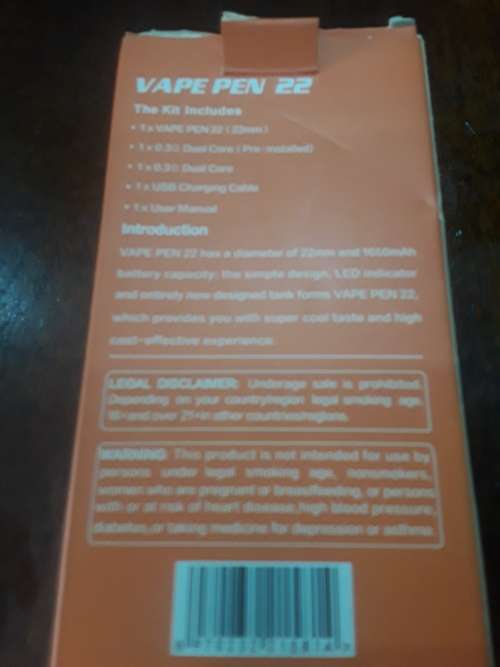 VAPE PEN 22
The Kit Includes
• 1 x VAPE PEN 22 (22mm)
• 1 x 0.3Ω Dual Core (Pre-installed)
• 1 x 0.3Ω Dual Core
• 1 x USB Charging Cable
• 1 x User Manual
Introduction
VAPE PEN 22 has a diameter of 22mm and 1650mAh
battery capacity: the simple design, LED indicator
and entirely new designed tank forms VAPE PEN 22,
which provides you with super cool taste and high
cost-effective experience.
LEGAL DISCLAIMER: Underage sale is prohibited.
Depending on your country/region legal smoking age,
18+and over 21+in other countries/regions.
WARNING: This product is not intended for use by
persons under legal smoking age, nonsmokers,
women who are pregnant or breastfeeding, or persons
with or at risk of heart disease, high blood pressure,
diabetes, or taking medicine for depression or asthma.